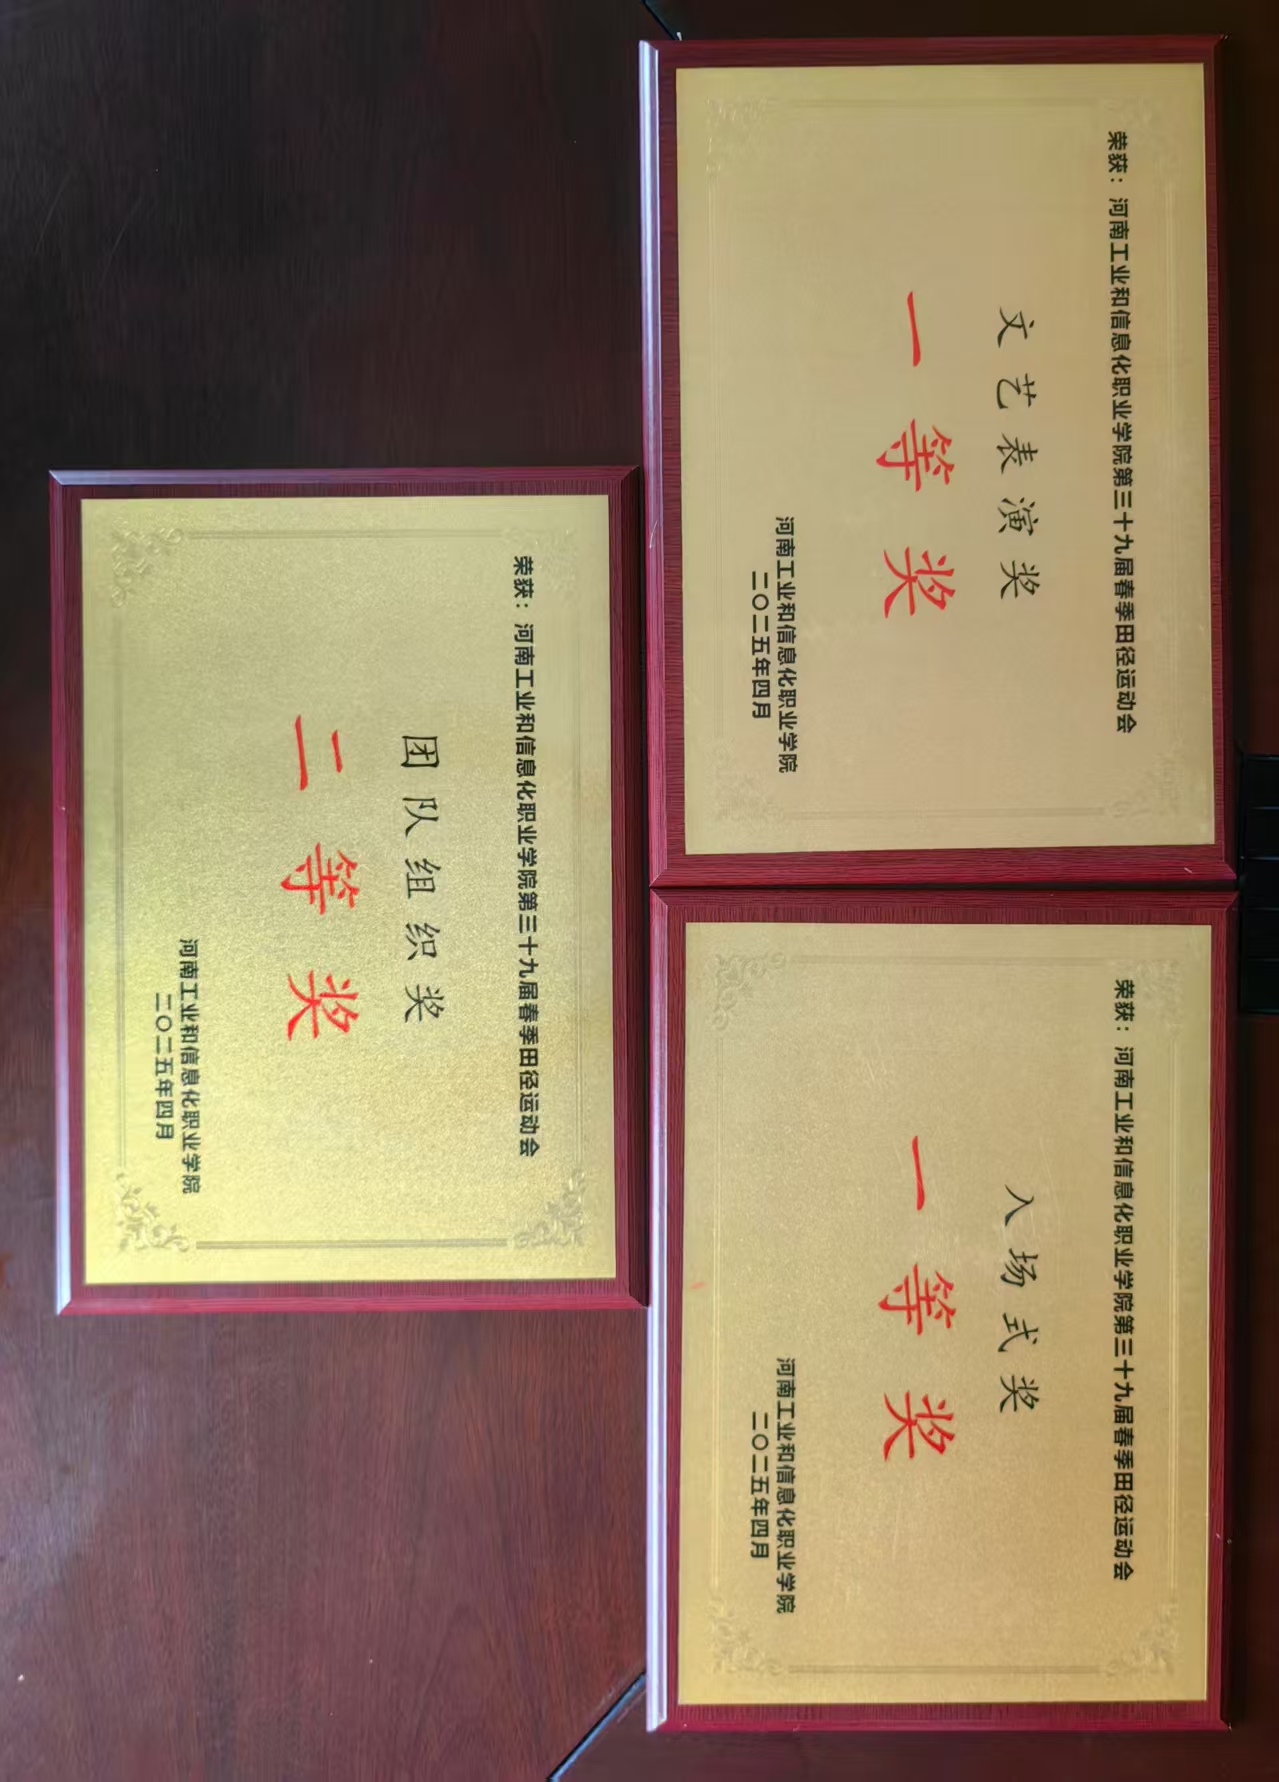 荣获：河南工业和信息化职业学院第三十九届春季田径运动会
文艺表演奖
一等奖
河南工业和信息化职业学院
二〇二五年四月
荣获：河南工业和信息化职业学院第三十九届春季田径运动会
入场式奖
一等奖
河南工业和信息化职业学院
二〇二五年四月
荣获：河南工业和信息化职业学院第三十九届春季田径运动会
团队组织奖
二等奖
河南工业和信息化职业学院
二〇二五年四月